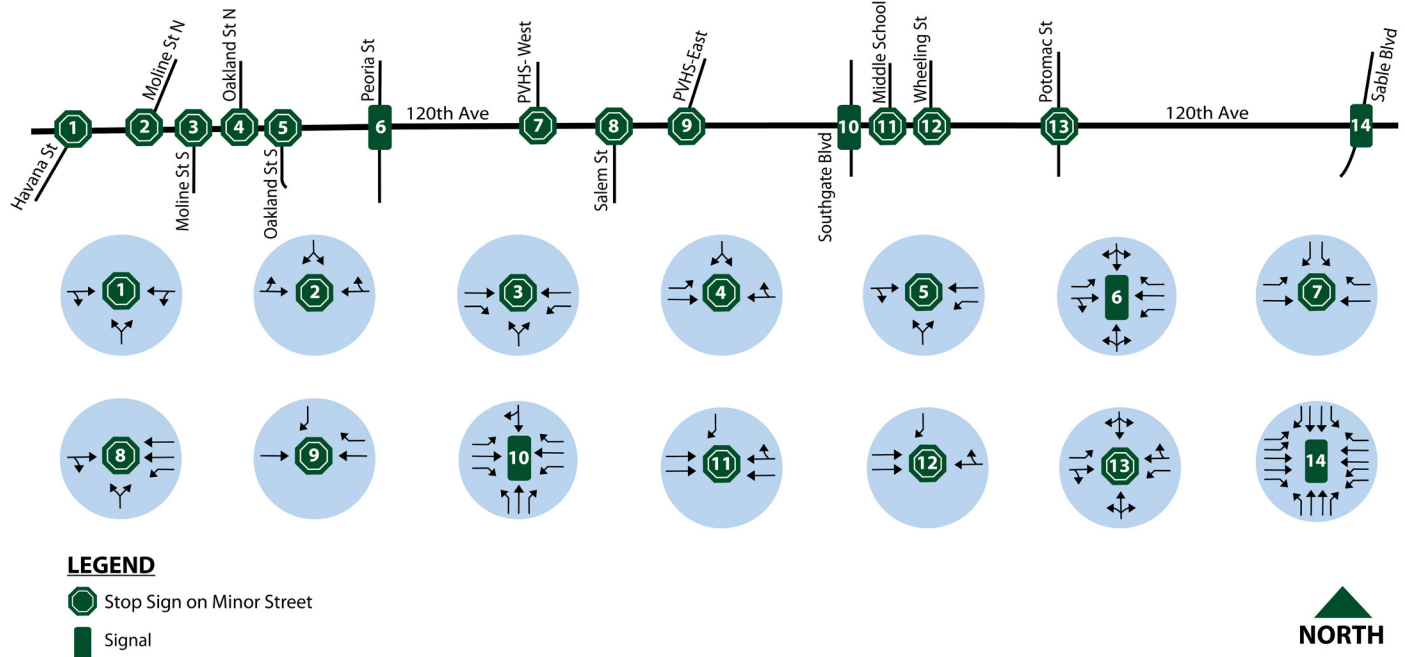 Havana St
Moline St N
Moline St S
Oakland St N
Oakland St S
Peoria St
120th Ave
PVHS- West
Salem St
PVHS-East
Southgate Blvd
Middle School
Wheeling St
Potomac St
120th Ave
Sable Blvd
1
2
3
4
5
6
7
8
9
10
11
12
13
14
1
2
3
4
5
6
7
8
9
10
11
12
13
14
LEGEND
Stop Sign on Minor Street
Signal
NORTH